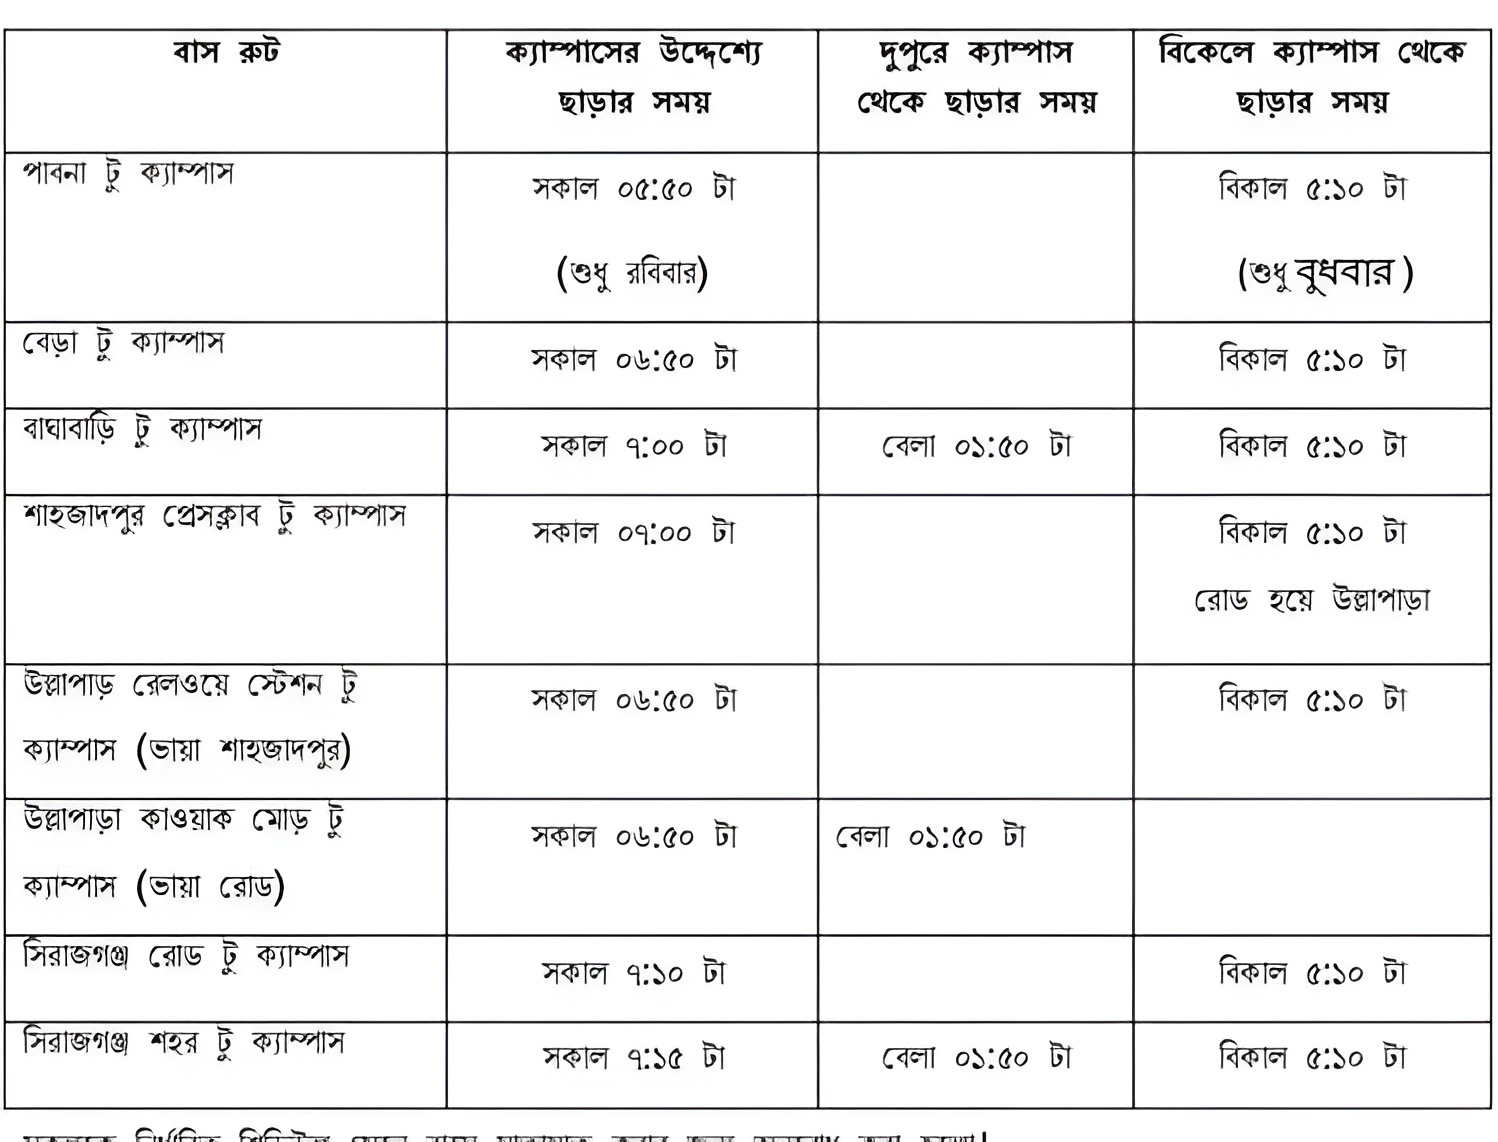 বাস রুট
ক্যাম্পাসের উদ্দেশ্যে
ছাড়ার সময়
দুপুরে ক্যাম্পাস
থেকে ছাড়ার সময়
বিকেলে ক্যাম্পাস থেকে
ছাড়ার সময়
পাবনা টু ক্যাম্পাস
সকাল ০৫:৫০ টা
(শুধু রবিবার)
বিকাল ৫:১০ টা
(শুধু বুধবার )
বেড়া টু ক্যাম্পাস
সকাল ০৬:৫০ টা
বিকাল ৫:১০ টা
বাঘাবাড়ি টু ক্যাম্পাস
সকাল ৭:০০ টা
বেলা ০১:৫০ টা
বিকাল ৫:১০ টা
শাহজাদপুর প্রেসক্লাব টু ক্যাম্পাস
সকাল ০৭:০০ টা
বিকাল ৫:১০ টা
রোড হয়ে উল্লাপাড়া
উল্লাপাড় রেলওয়ে স্টেশন টু
ক্যাম্পাস (ভায়া শাহজাদপুর)
সকাল ০৬:৫০ টা
বিকাল ৫:১০ টা
উল্লাপাড়া কাওয়াক মোড় টু
ক্যাম্পাস (ভায়া রোড)
সকাল ০৬:৫০ টা
বেলা ০১:৫০ টা
সিরাজগঞ্জ রোড টু ক্যাম্পাস
সকাল ৭:১০ টা
বিকাল ৫:১০ টা
সিরাজগঞ্জ শহর টু ক্যাম্পাস
সকাল ৭:১৫ টা
বেলা ০১:৫০ টা
বিকাল ৫:১০ টা